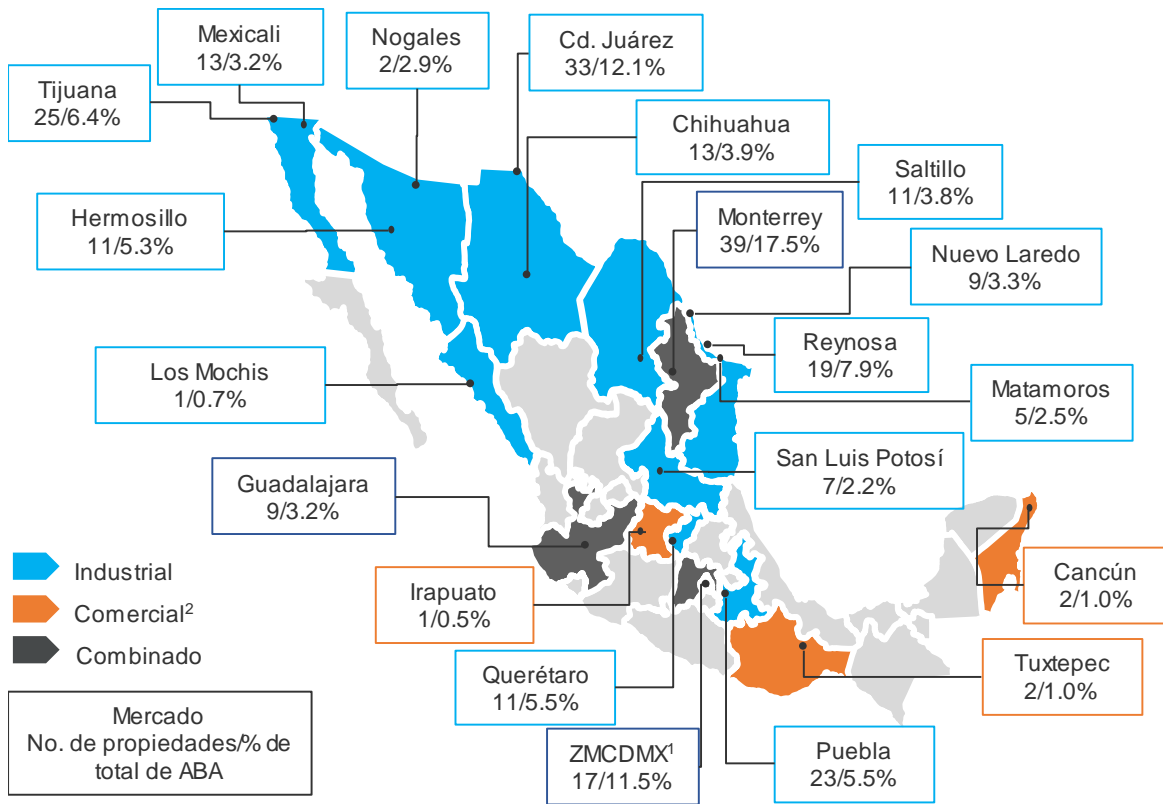 Mexicali
13/3.2%
Nogales
2/2.9%
Cd. Juárez
33/12.1%
Tijuana
25/6.4%
Chihuahua
13/3.9%
Saltillo
11/3.8%
Hermosillo
11/5.3%
Monterrey
39/17.5%
Nuevo Laredo
9/3.3%
Reynosa
19/7.9%
Los Mochis
1/0.7%
Matamoros
5/2.5%
San Luis Potosí
7/2.2%
Guadalajara
9/3.2%
Industrial
Comercial²
Combinado
Irapuato
1/0.5%
Cancún
2/1.0%
Querétaro
11/5.5%
Tuxtepec
2/1.0%
Mercado
No. de propiedades/% de
total de ABA
ZMCDMX¹
17/11.5%
Puebla
23/5.5%